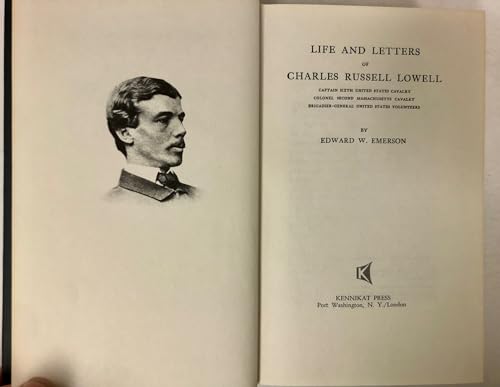 LIFE AND LETTERS
OF
CHARLES RUSSELL LOWELL
CAPTAIN SIXTH UNITED STATES CAVALRY
COLONEL SECOND MASSACHUSETTS CAVALRY
BRIGADIER-GENERAL UNITED STATES VOLUNTEERS
BY
EDWARD W. EMERSON
K
KENNIKAT PRESS
Port Washington, N. Y./London